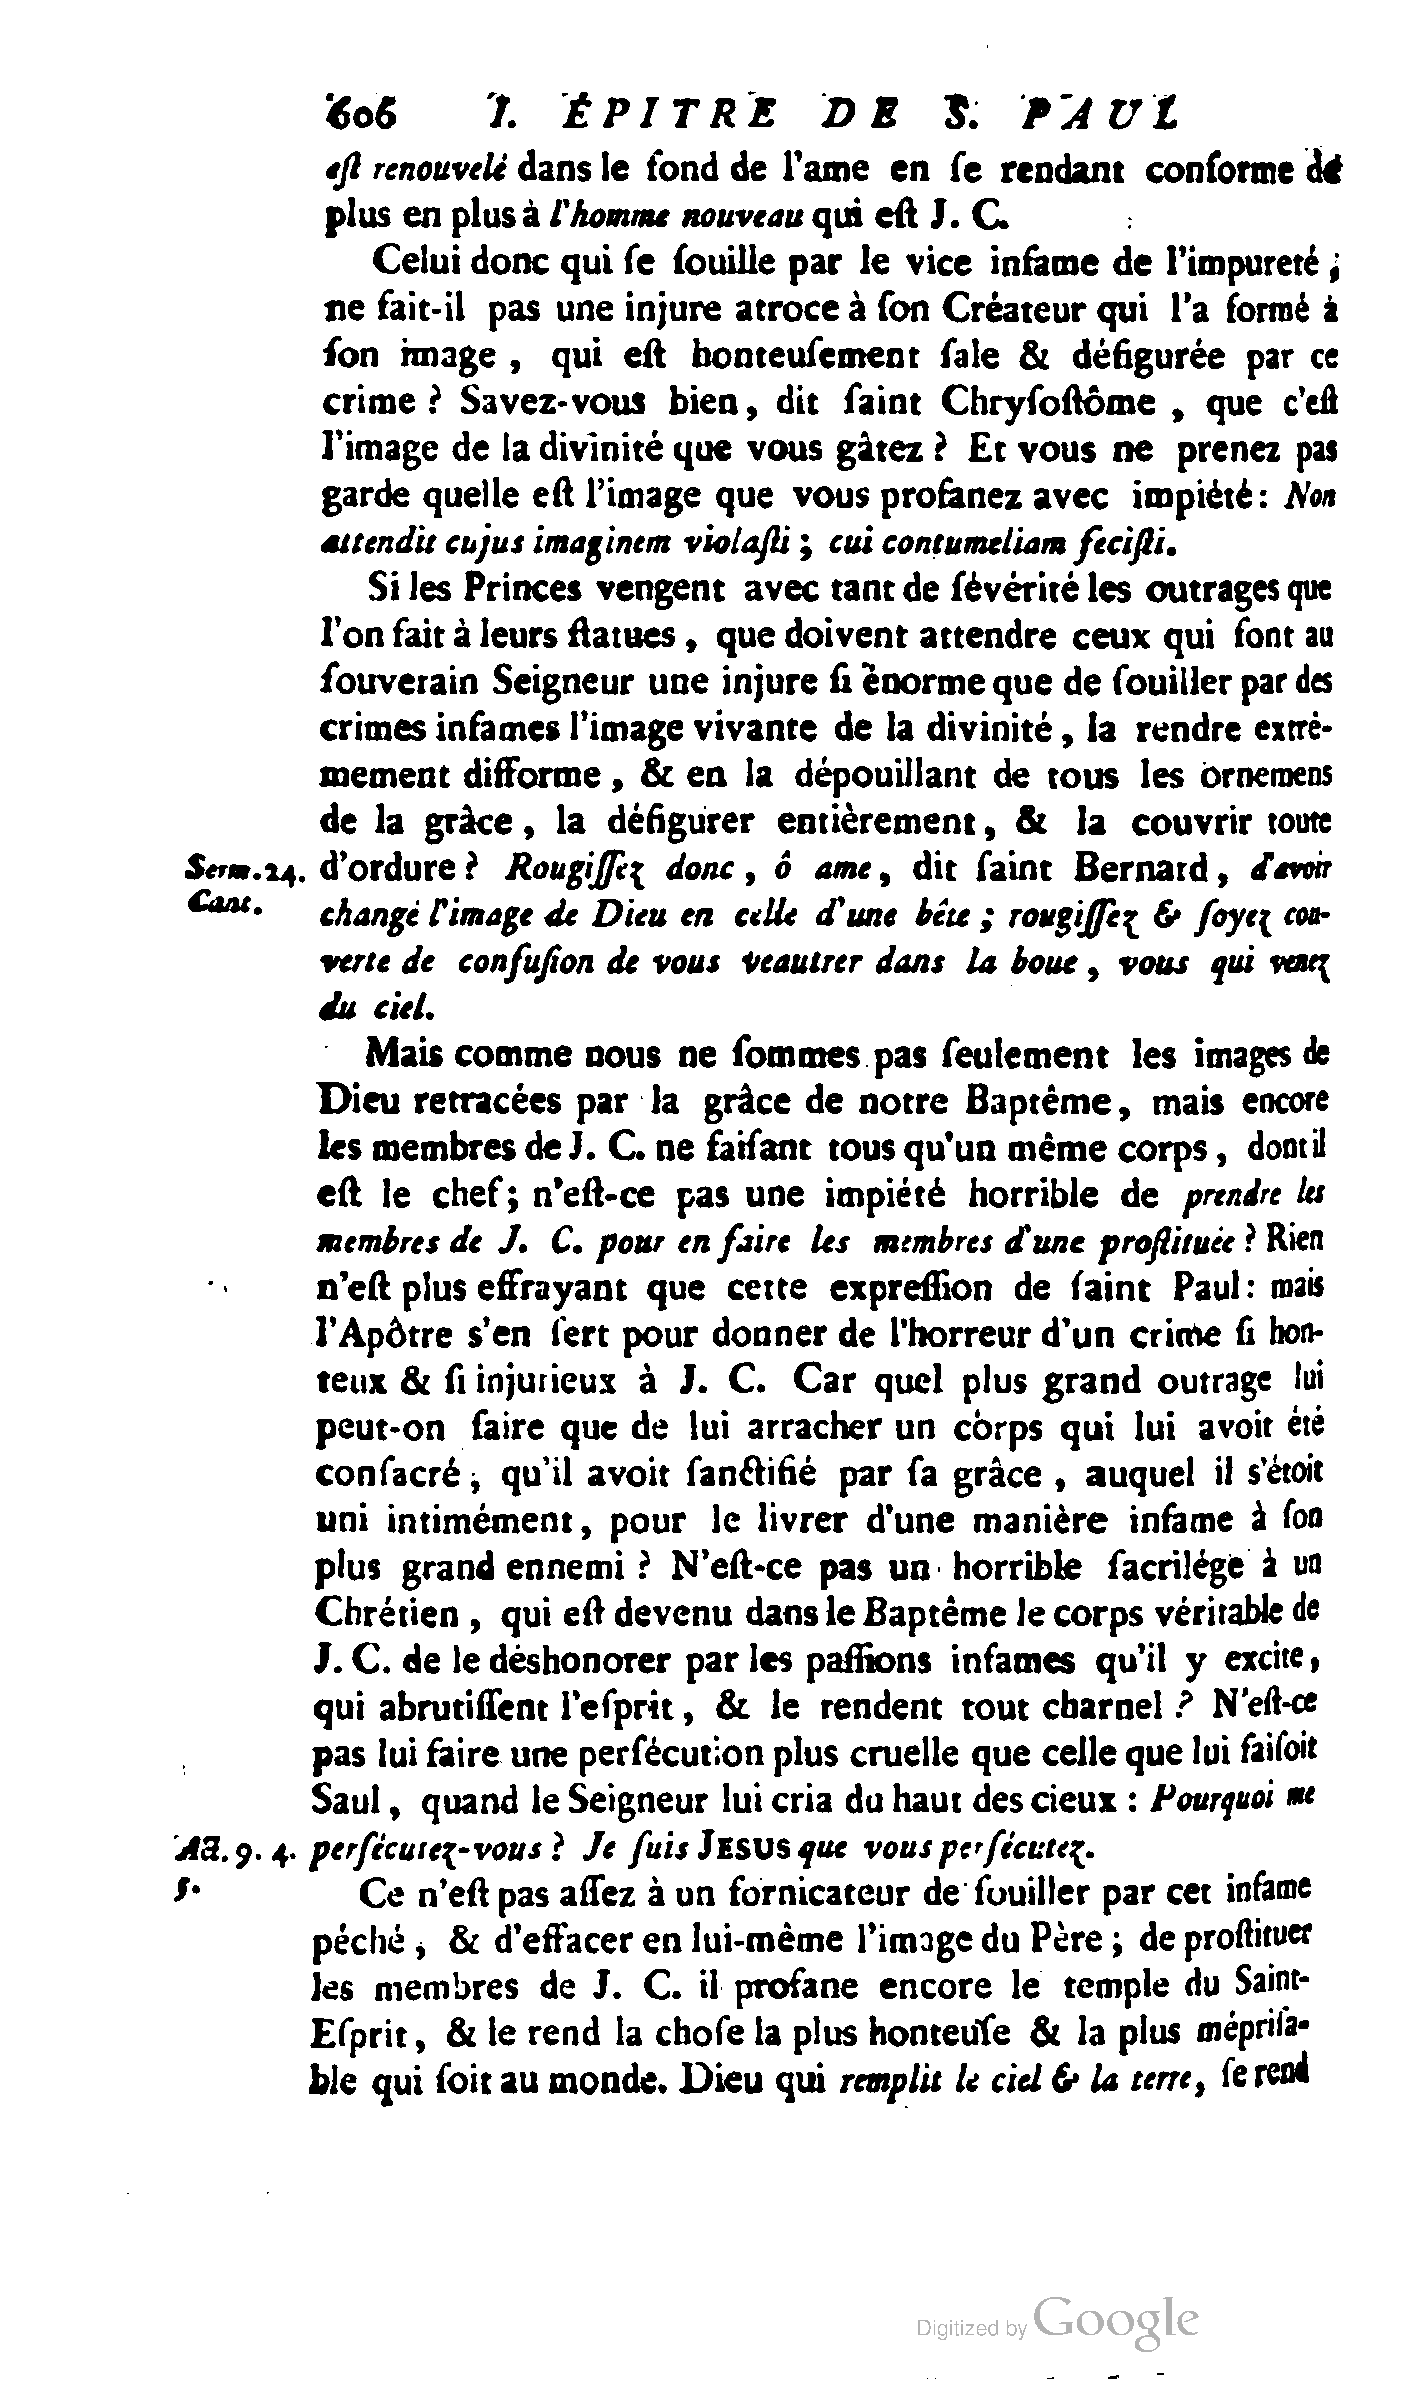 606 I. ÉPITRE DE S. PAUL
eſt renouvelé dans le fond de l'ame en ſe rendant conforme de
plus en plus à l'homme nouveau qui eſt J. C.
Celui donc qui ſe ſouille par le vice infame de l'impureté ;
ne fait-il pas une injure atroce à ſon Créateur qui l'a formé à
ſon image , qui eſt honteuſement ſale & défigurée par ce
crime ? Savez-vous bien, dit ſaint Chryſoſtôme , que c'eſt
l'image de la divinité que vous gâtez ? Et vous ne prenez pas
garde quelle eſt l'image que vous profanez avec impiété: Non
attendit cujus imaginem violaſti ; cui contumeliam feciſti.
Si les Princes vengent avec tant de ſévérité les outrages que
l'on fait à leurs ſtatues , que doivent attendre ceux qui font au
ſouverain Seigneur une injure ſi ènorme que de ſouiller par des
crimes infames l'image vivante de la divinité , la rendre extrê-
mement difforme , & en la dépouillant de tous les ornemens
de la grâce , la défigurer entièrement, & la couvrir toute
Serm.24. d'ordure ? Rougiſſez donc , ô ame, dit ſaint Bernard , d'avoir
Cant. changé l'image de Dieu en celle d'une bête ; rougiſſez & ſoyez cou-
verte de confuſion de vous veautrer dans la boue , vous qui venez
du ciel.
Mais comme nous ne ſommes pas ſeulement les images de
Dieu retracées par la grâce de notre Baptême, mais encore
les membres de J. C. ne faiſant tous qu'un même corps , dont il
eſt le chef ; n'eſt-ce pas une impiété horrible de prendre les
membres de J. C. pour en faire les membres d'une proſtituée ? Rien
n'eſt plus effrayant que cette expreſſion de ſaint Paul : mais
l'Apôtre s'en ſert pour donner de l'horreur d'un crime ſi hon-
teux & ſi injurieux à J. C. Car quel plus grand outrage lui
peut-on faire que de lui arracher un corps qui lui avoit été
conſacré , qu'il avoit ſanctifié par ſa grâce , auquel il s'étoit
uni intimément, pour le livrer d'une manière infame à ſon
plus grand ennemi ? N'eſt-ce pas un horrible ſacrilége à un
Chrétien , qui eſt devenu dans le Baptême le corps véritable de
J. C. de le déshonorer par les paſſions infames qu'il y excite,
qui abrutiſſent l'eſprit, & le rendent tout charnel ? N'eſt-ce
pas lui faire une perſécution plus cruelle que celle que lui faiſoit
Saul , quand le Seigneur lui cria du haut des cieux : Pourquoi me
Act. 9. 4. perſécutez-vous ? Je ſuis JESUS que vous perſécutez.
5. Ce n'eſt pas aſſez à un fornicateur de ſouiller par cet infame
péché , & d'effacer en lui-même l'image du Père ; de proſtituer
les membres de J. C. il profane encore le temple du Saint-
Eſprit, & le rend la choſe la plus honteuſe & la plus mépriſa-
ble qui ſoit au monde. Dieu qui remplit le ciel & la terre, ſe rend
Digitized by Google